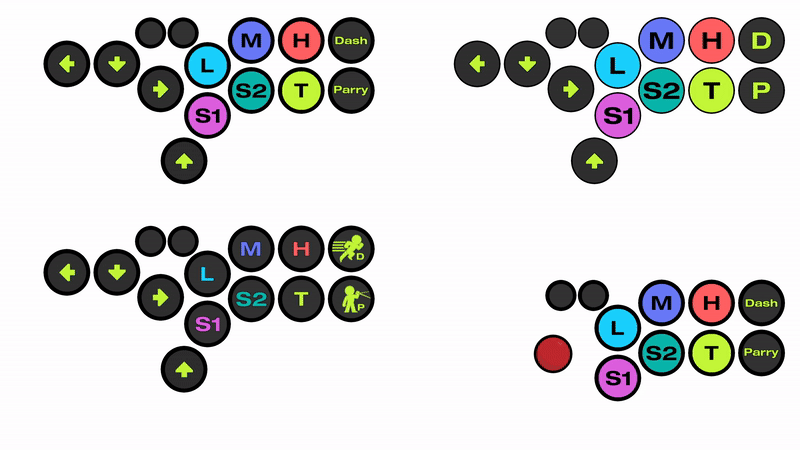 M H Dash
L S2 T Parry
S1
M H D
L S2 T P
S1
M H D
L S2 T P
S1
M H Dash
L S2 T Parry
S1